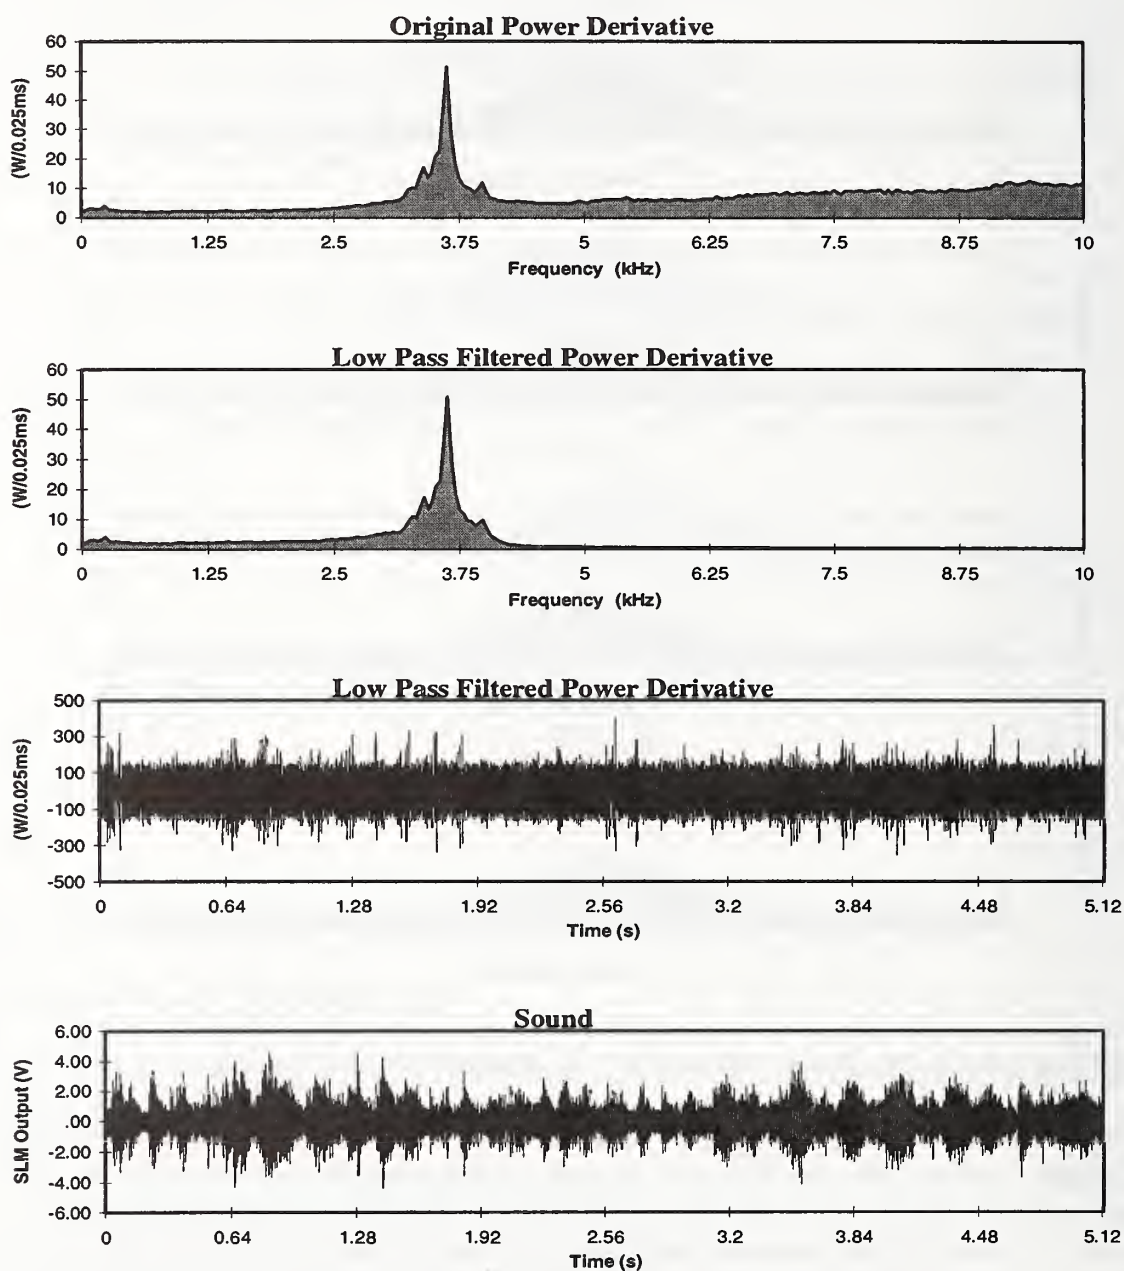 Original Power Derivative
(W/0.025ms)
60
50
40
30
20
10
0
0 1.25 2.5 3.75 5 6.25 7.5 8.75 10
Frequency (kHz)
Low Pass Filtered Power Derivative
(W/0.025ms)
60
50
40
30
20
10
0
0 1.25 2.5 3.75 5 6.25 7.5 8.75 10
Frequency (kHz)
Low Pass Filtered Power Derivative
(W/0.025ms)
500
300
100
-100
-300
-500
0 0.64 1.28 1.92 2.56 3.2 3.84 4.48 5.12
Time (s)
Sound
SLM Output (V)
6.00
4.00
2.00
.00
-2.00
-4.00
-6.00
0 0.64 1.28 1.92 2.56 3.2 3.84 4.48 5.12
Time (s)